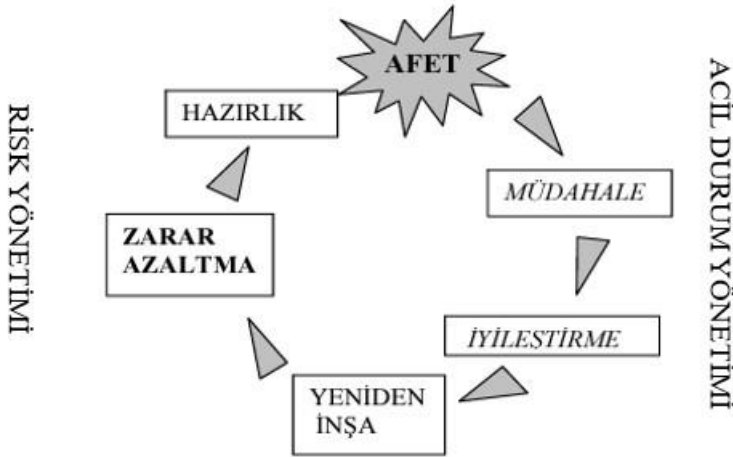 AFET
HAZIRLIK
MÜDAHALE
ZARAR
AZALTMA
İYİLEŞTİRME
YENİDEN
İNŞA
RİSK YÖNETİMİ
ACİL DURUM YÖNETİMİ